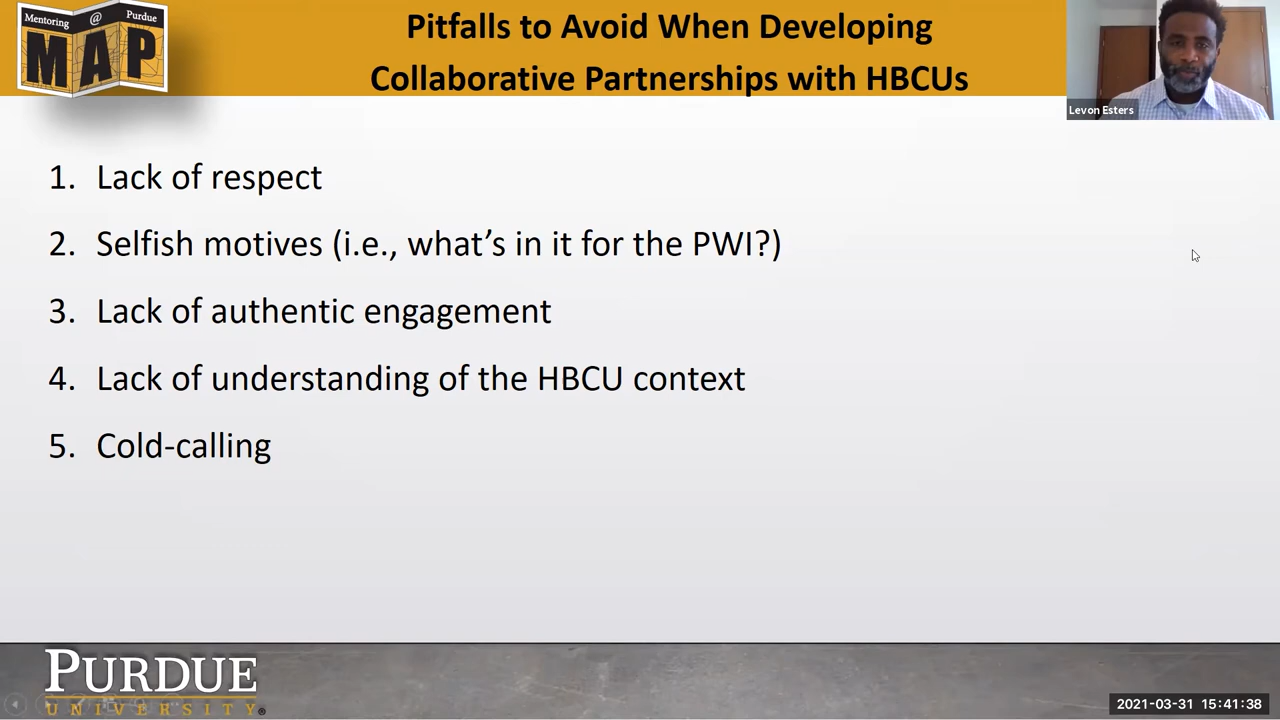 Mentoring @ Purdue
MAP
Pitfalls to Avoid When Developing
Collaborative Partnerships with HBCUs
Levon Esters
1. Lack of respect
2. Selfish motives (i.e., what’s in it for the PWI?)
3. Lack of authentic engagement
4. Lack of understanding of the HBCU context
5. Cold-calling
PURDUE
UNIVERSITY®
2021-03-31 15:41:38